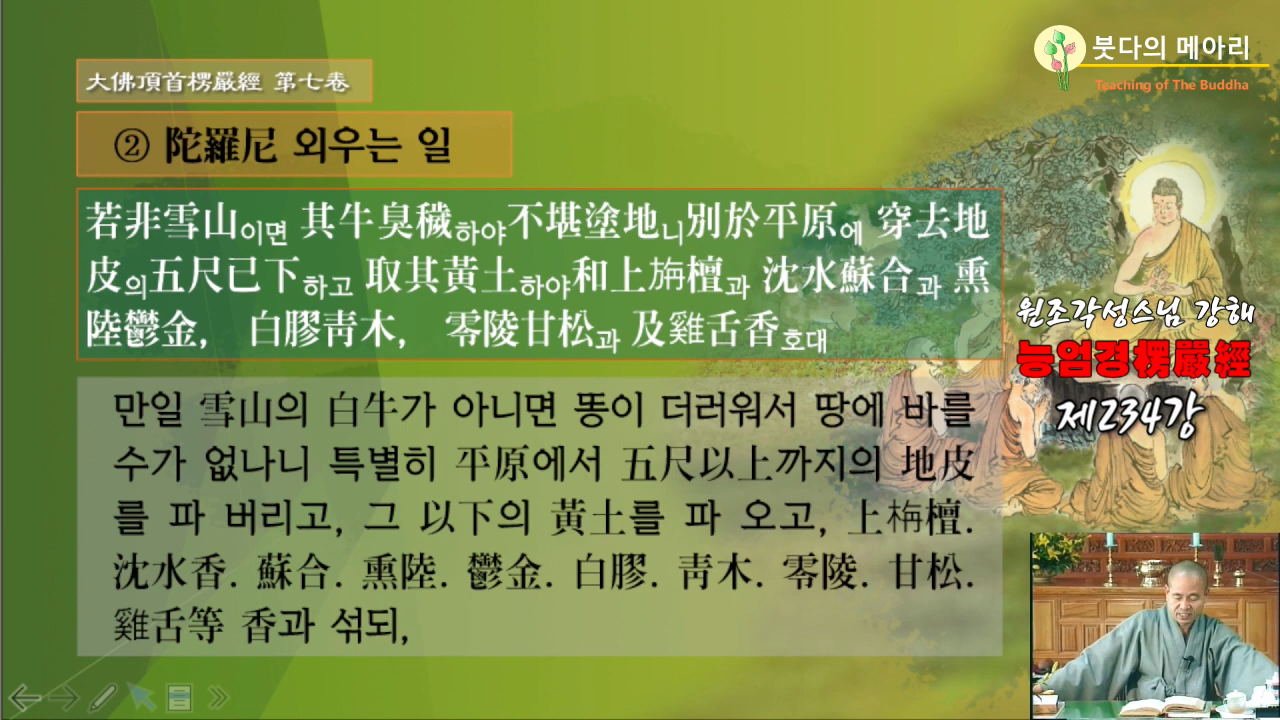 붓다의 메아리
Teaching of The Buddha
大佛頂首楞嚴經 第七卷
② 陀羅尼 외우는 일
若非雪山이면 其牛臭穢하야不堪塗地니別於平原에 穿去地
皮의五尺已下하고 取其黃土하야和上旃檀과 沈水蘇合과 熏
陸鬱金, 白膠靑木, 零陵甘松과 及雞舌香호대
만일 雪山의 白牛가 아니면 똥이 더러워서 땅에 바를
수가 없나니 특별히 平原에서 五尺以上까지의 地皮
를 파 버리고, 그 以下의 黃土를 파 오고, 上栴檀.
沈水香. 蘇合. 熏陸. 鬱金. 白膠. 靑木. 零陵. 甘松.
雞舌等 香과 섞되,
원조각성스님 강해
능엄경楞嚴經
제234강